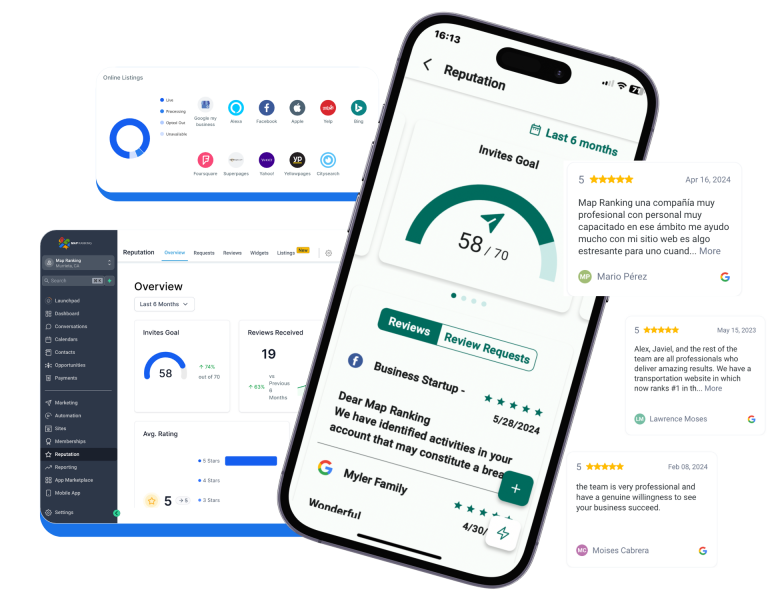 Online Listings
Live
Processing
Opted Out
Unavailable
Google my
business
Alexa
Facebook
Apple
Yelp
Bing
Foursquare
Superpages
Yahoo!
Yellowpages
Citysearch
MAP RANKING
Map Ranking
Murrieta, CA
Search
⌘ K
Launchpad
Dashboard
Conversations
Calendars
Contacts
Opportunities
Payments
Marketing
Automation
Sites
Memberships
Reputation
Reporting
App Marketplace
Mobile App
Settings
Reputation
Overview
Requests
Reviews
Widgets
Listings
New
Overview
Last 6 Months
Invites Goal
58
↑ 74%
out of 70
Reviews Received
19
↑ 63%
vs
Previous
6
Months
Avg. Rating
5
→ 5
5 Stars
4 Stars
3 Stars
16:13
Reputation
Last 6 months
Invites Goal
58 / 70
Reviews
Review Requests
Business Startup -
5/28/2024
Dear Map Ranking
We have identified activities in your
account that may constitute a brea
Myler Family
4/30/
Wonderful
5 ★★★★★ Apr 16, 2024
Map Ranking una compañía muy
profesional con personal muy
capacitado en ese ámbito me ayudo
mucho con mi sitio web es algo
estresante para uno cuand... More
MP Mario Pérez
5 ★★★★★ May 15, 2023
Alex, Javiel, and the rest of the
team are all professionals who
deliver amazing results. We have a
transportation website in which
now ranks #1 in th... More
LM Lawrence Moses
5 ★★★★★ Feb 08, 2024
the team is very professional and
have a genuine willingness to see
your business succeed.
MC Moises Cabrera